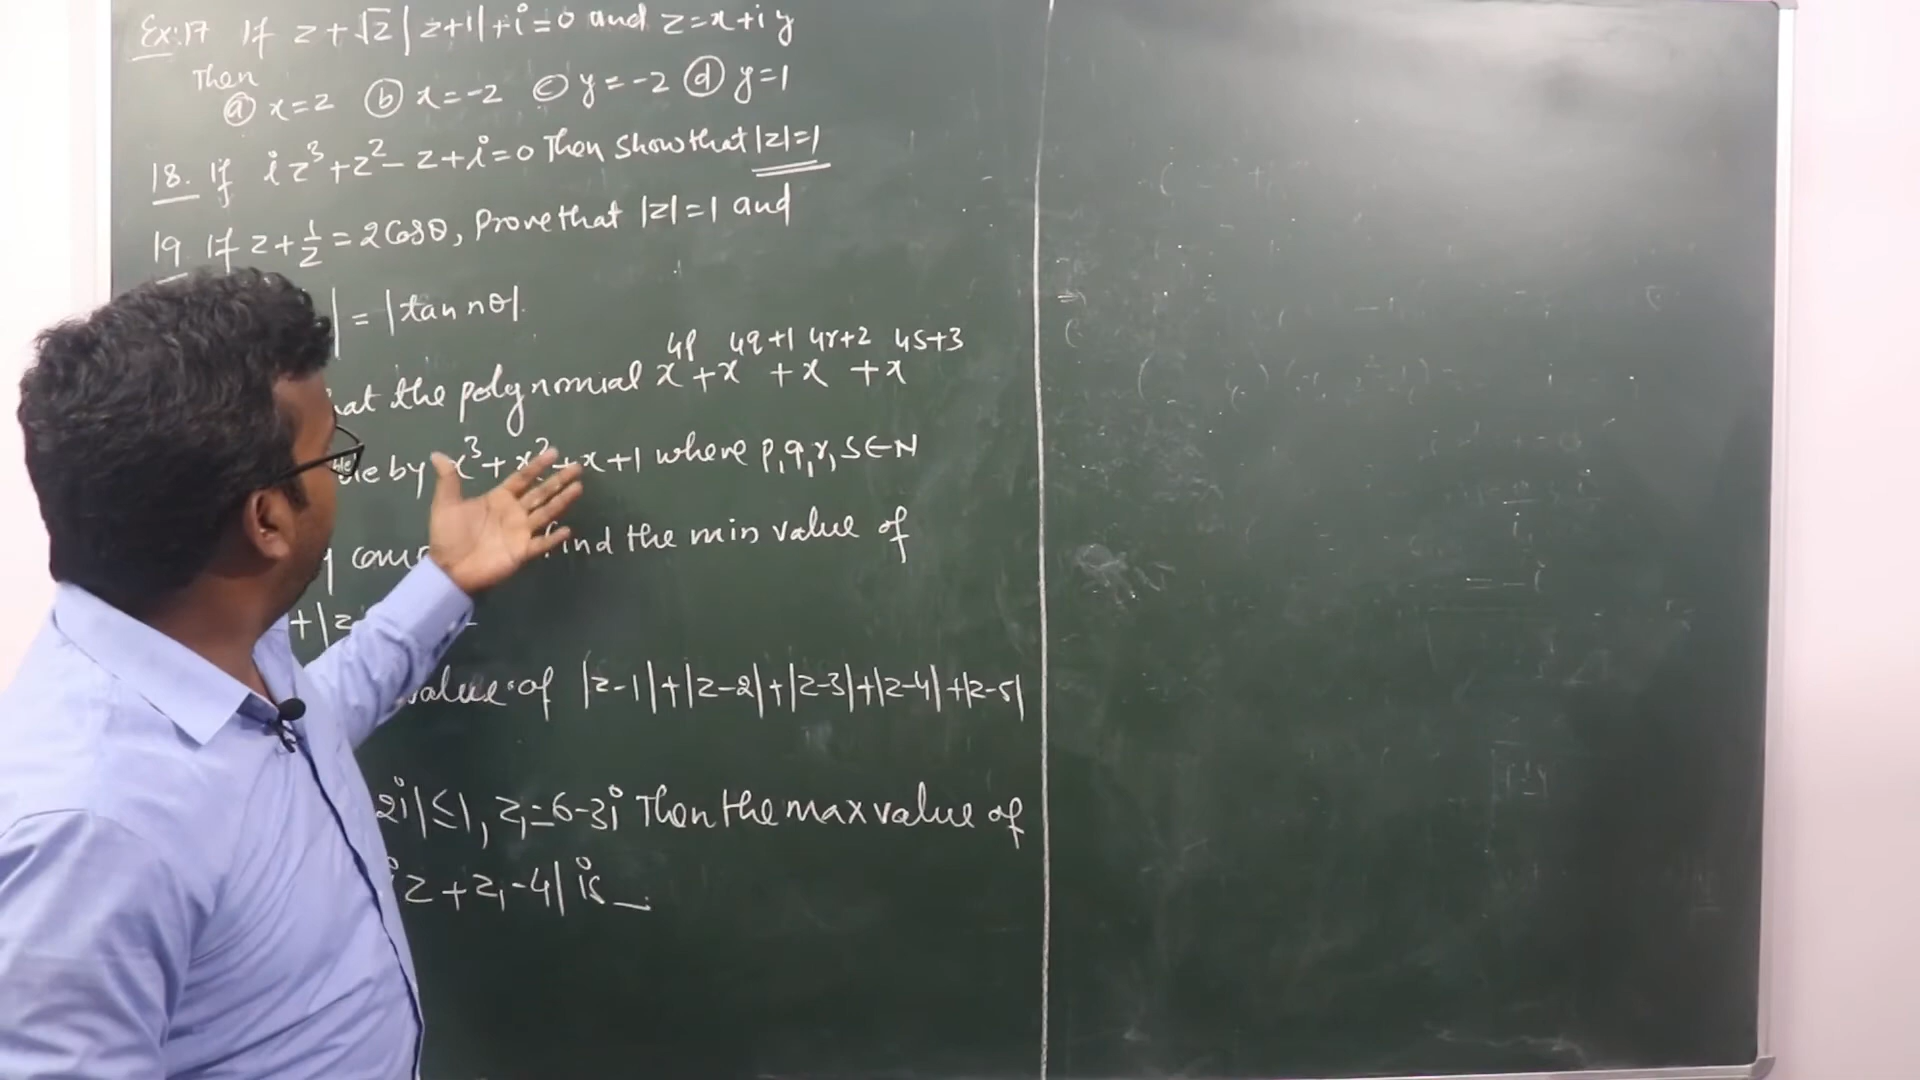 Ex:17 If z+√2|z+1|+i=0 and z=x+iy
Then
ⓐ x=2 ⓑ x=-2 ⓒ y=-2 ⓓ y=1
18. If iz³+z²-z+i=0 Then show that |z|=1
19 If z+1/z=2Cosθ, Prove that |z|=1 and
| = |tan nθ|.
the polynomial x^4p + x^4q+1 + x^4r+2 + x^4s+3
by x³+x²+x+1 where p,q,r,s∈N
find the min value of
+|z
value of |z-1|+|z-2|+|z-3|+|z-4|+|z-5|
2i|≤1, z₁=6-3i Then the max value of
iz+z₁-4| is _.